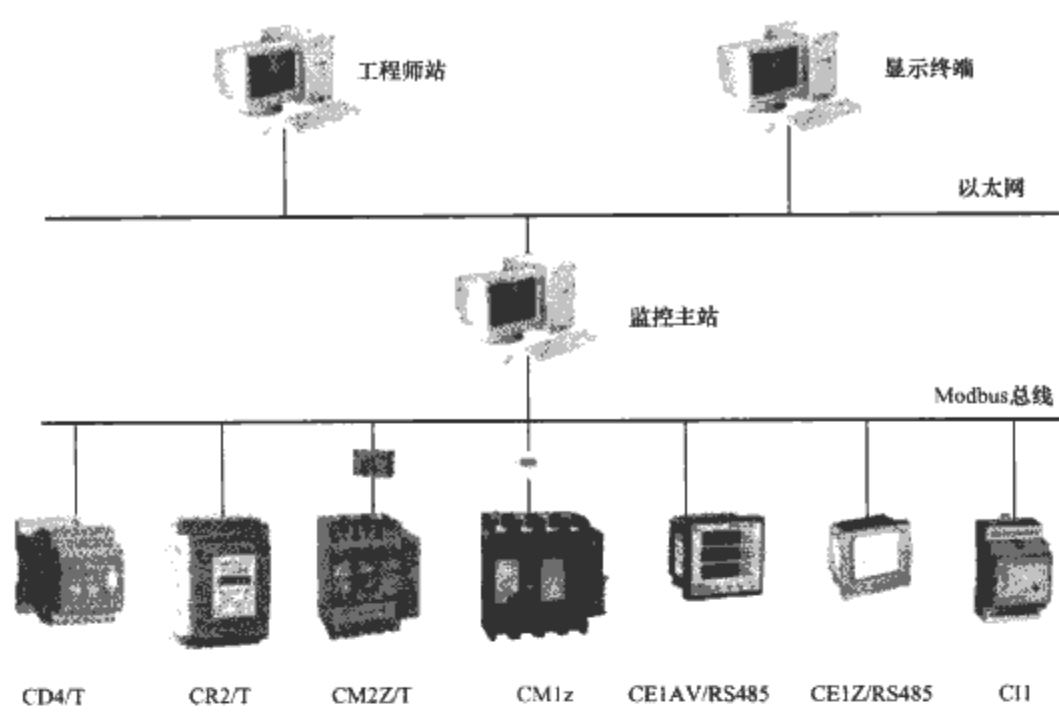 工程师站
显示终端
以太网
监控主站
Modbus总线
CD4/T
CR2/T
CM2Z/T
CM1z
CE1AV/RS485
CE1Z/RS485
CI1